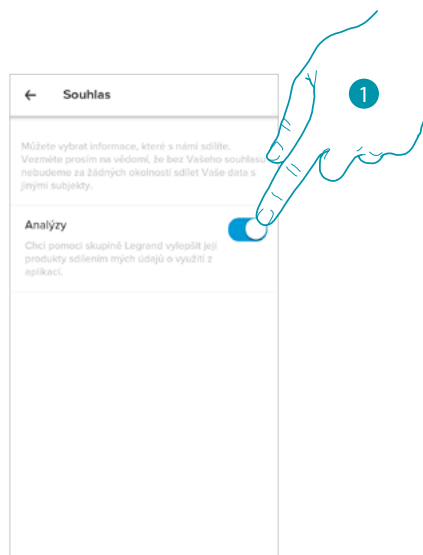 ← Souhlas
1
Můžete vybrat informace, které s námi sdílíte.
Vezměte prosím na vědomí, že bez Vašeho souhlasu
nebudeme za žádných okolností sdílet Vaše data s
jinými subjekty.
Analýzy
Chci pomoci skupině Legrand vylepšit její
produkty sdílením mých údajů o využití z
aplikací.